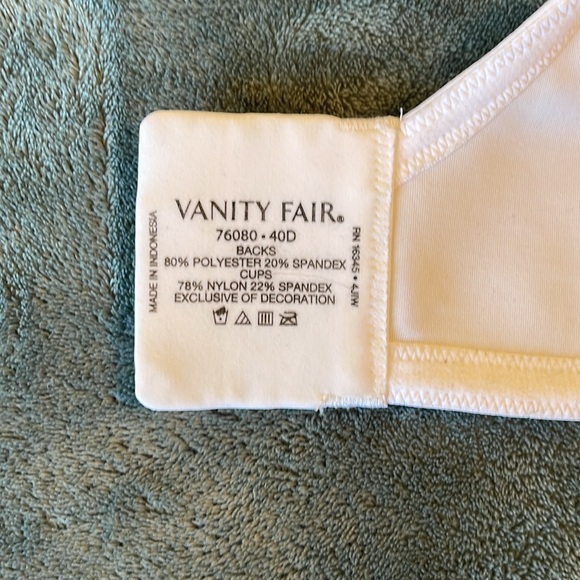 VANITY FAIR®
76080 • 40D
BACKS
80% POLYESTER 20% SPANDEX
CUPS
78% NYLON 22% SPANDEX
EXCLUSIVE OF DECORATION
MADE IN INDONESIA
RN 16345 • 4JIW